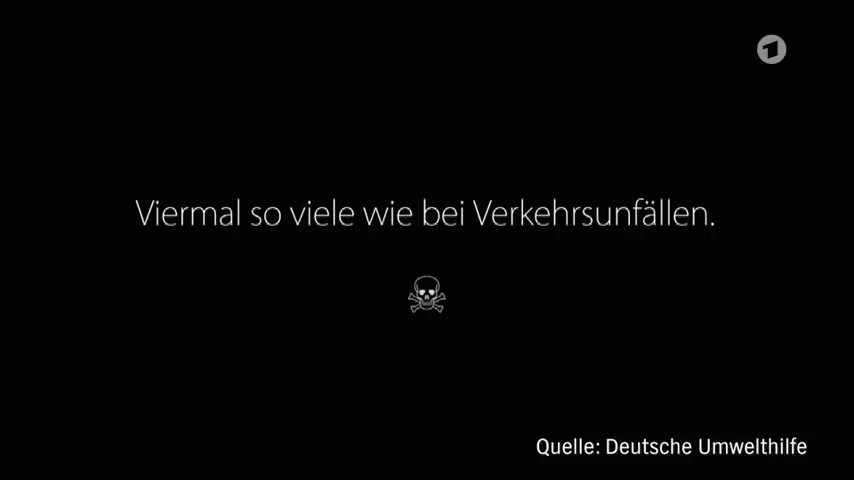 Viermal so viele wie bei Verkehrsunfällen.
Quelle: Deutsche Umwelthilfe